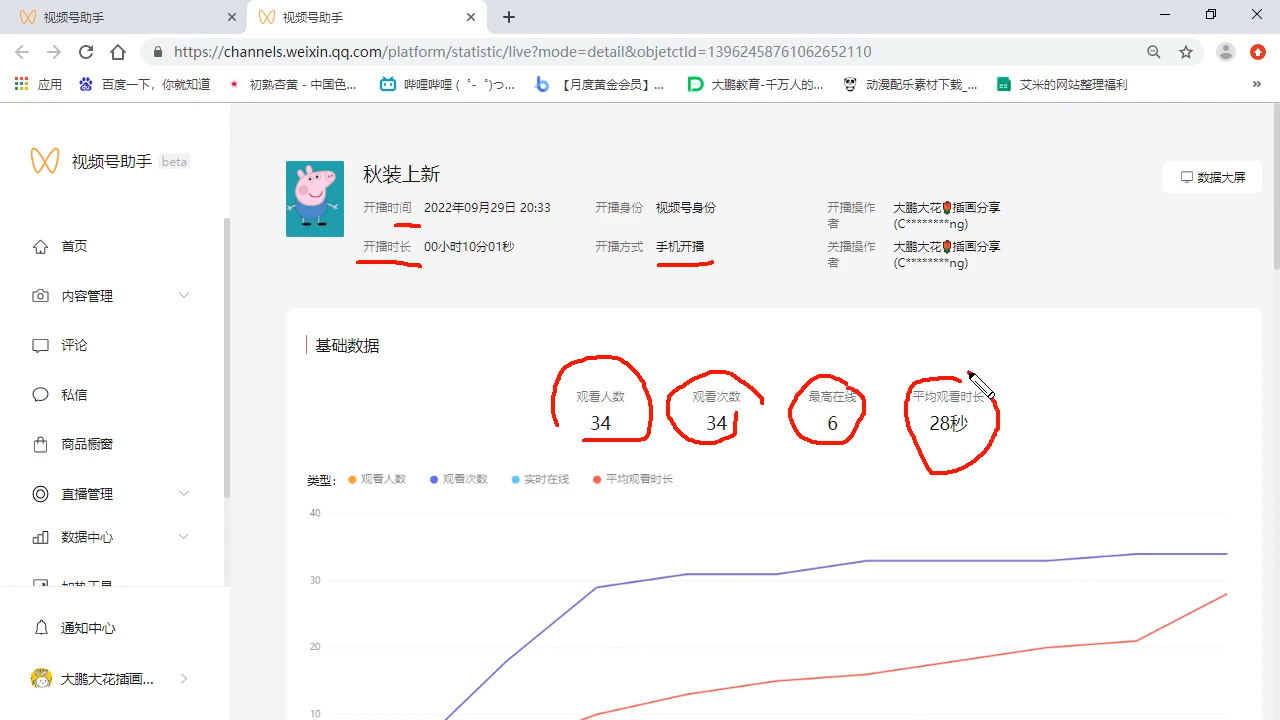 视频号助手
视频号助手
https://channels.weixin.qq.com/platform/statistic/live?mode=detail&objetctId=13962458761062652110
应用
百度一下，你就知道
初熟杏黄 - 中国色...
哔哩哔哩 (゜-゜)つ...
【月度黄金会员】...
大鹏教育-千万人的...
动漫配乐素材下载_...
艾米的网站整理福利
»
视频号助手 beta
首页
内容管理
评论
私信
商品橱窗
直播管理
数据中心
加热工具
通知中心
大鹏大花插画...
秋装上新
数据大屏
开播时间 2022年09月29日 20:33
开播身份 视频号身份
开播操作者 大鹏大花🌷插画分享
(C********ng)
开播时长 00小时10分01秒
开播方式 手机开播
关播操作者 大鹏大花🌷插画分享
(C********ng)
基础数据
观看人数
34
观看次数
34
最高在线
6
平均观看时长
28秒
类型： 观看人数 观看次数 实时在线 平均观看时长
40
30
20
10